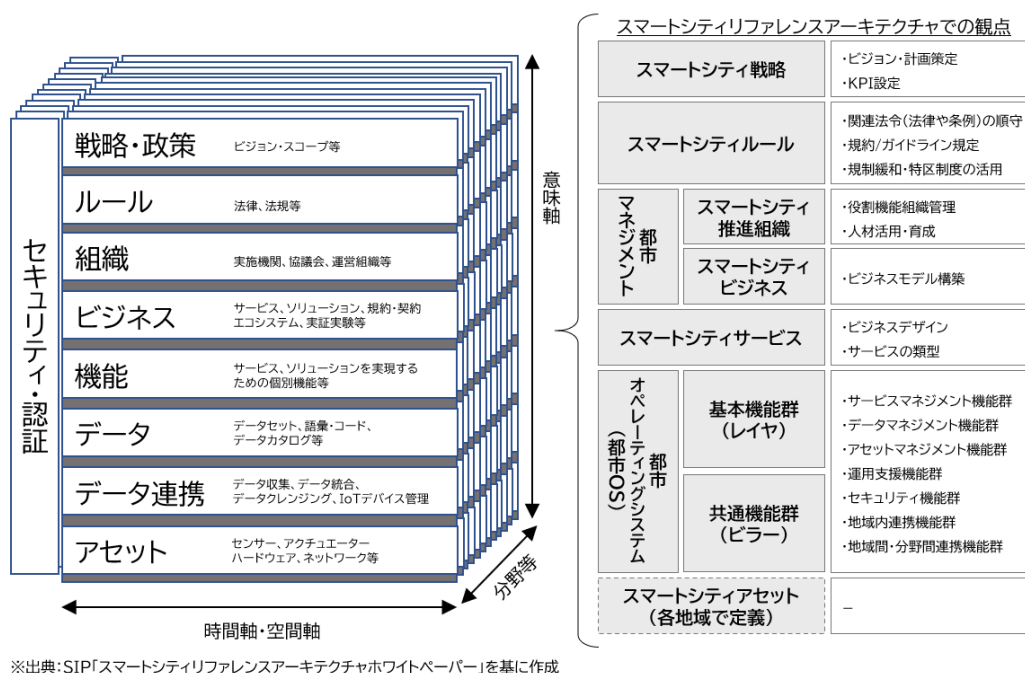 セキュリティ・認証
戦略・政策
ビジョン・スコープ等
ルール
法律、法規等
組織
実施機関、協議会、運営組織等
ビジネス
サービス、ソリューション、規約・契約
エコシステム、実証実験等
機能
サービス、ソリューションを実現する
ための個別機能等
データ
データセット、語彙・コード、
データカタログ等
データ連携
データ収集、データ統合、
データクレンジング、IoTデバイス管理
アセット
センサー、アクチュエーター
ハードウェア、ネットワーク等
意味軸
分野等
時間軸・空間軸
スマートシティリファレンスアーキテクチャでの観点
スマートシティ戦略
・ビジョン・計画策定
・KPI設定
スマートシティルール
・関連法令(法律や条例)の順守
・規約/ガイドライン規定
・規制緩和・特区制度の活用
都市
マネジメント
スマートシティ
推進組織
・役割機能組織管理
・人材活用・育成
スマートシティ
ビジネス
・ビジネスモデル構築
スマートシティサービス
・ビジネスデザイン
・サービスの類型
都市
オペレーティングシステム
(都市OS)
基本機能群
(レイヤ)
共通機能群
(ビラー)
・サービスマネジメント機能群
・データマネジメント機能群
・アセットマネジメント機能群
・運用支援機能群
・セキュリティ機能群
・地域内連携機能群
・地域間・分野間連携機能群
スマートシティアセット
(各地域で定義)
–
※出典:SIP「スマートシティリファレンスアーキテクチャホワイトペーパー」を基に作成